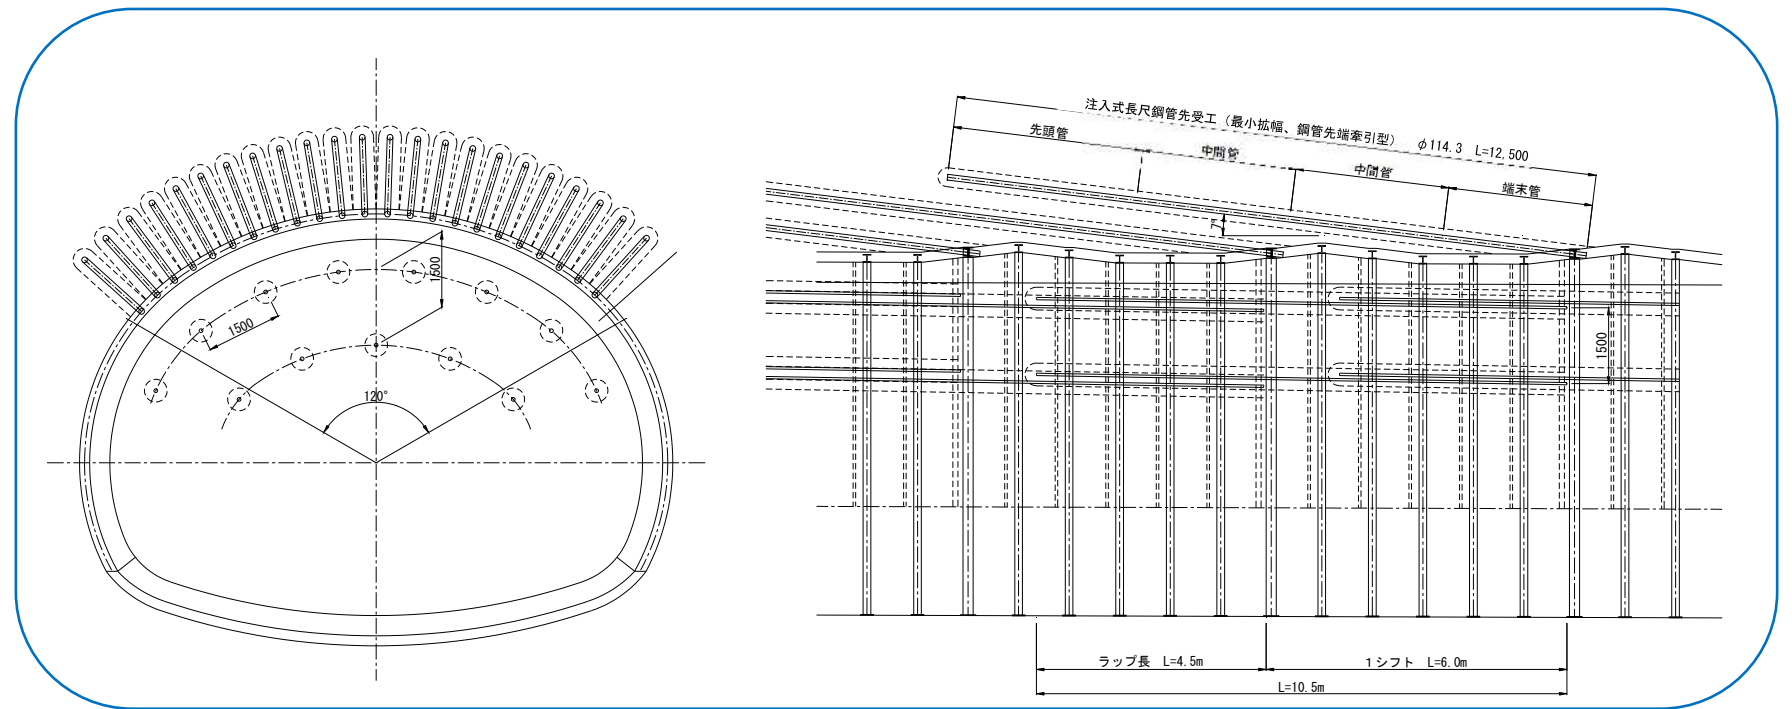 1500
1500
120°
注入式長尺鋼管先受工(最小拡幅、鋼管先端牽引型) φ114.3 L=12,500
先頭管
中間管
中間管
端末管
7°
1500
ラップ長 L=4.5m
1シフト L=6.0m
L=10.5m